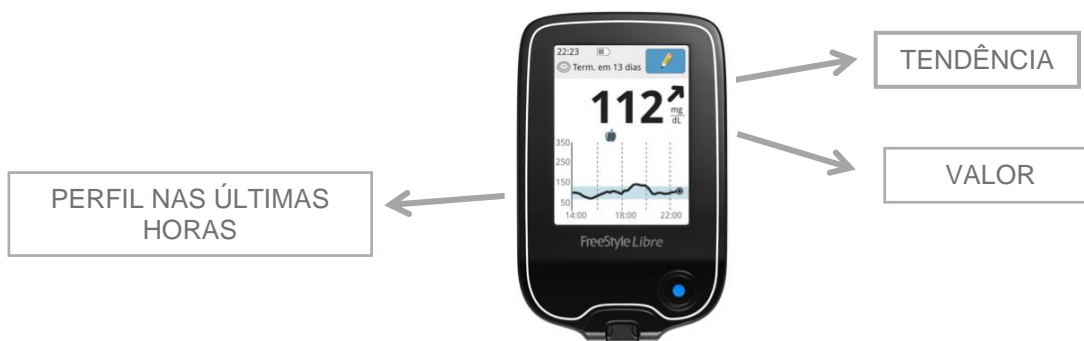 22:23
Term. em 13 dias
112
mg
dL
350
250
150
50
14:00 18:00 22:00
FreeStyle Libre
TENDÊNCIA
VALOR
PERFIL NAS ÚLTIMAS
HORAS